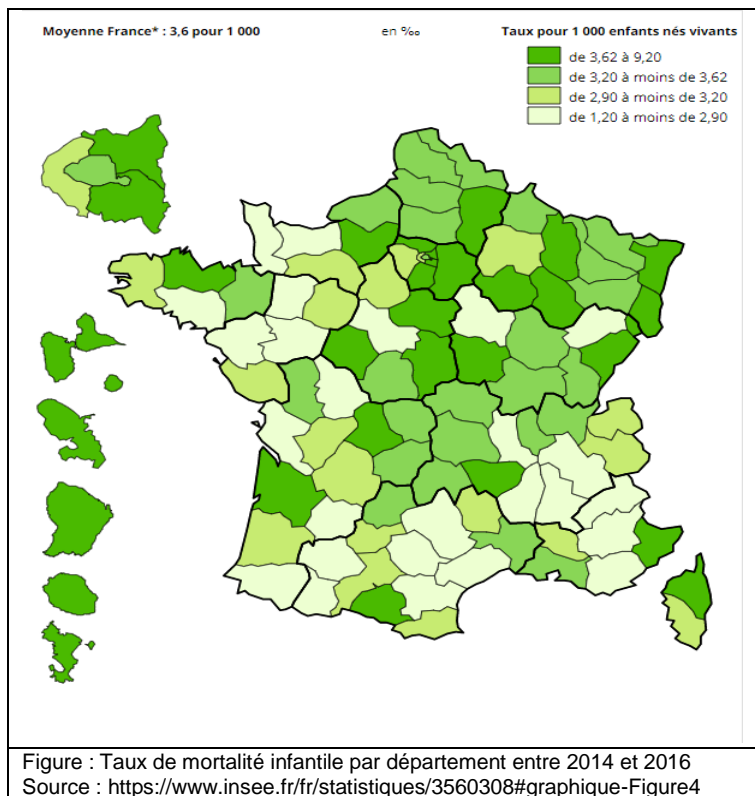 Moyenne France* : 3,6 pour 1 000
en ‰
Taux pour 1 000 enfants nés vivants
de 3,62 à 9,20
de 3,20 à moins de 3,62
de 2,90 à moins de 3,20
de 1,20 à moins de 2,90
Figure : Taux de mortalité infantile par département entre 2014 et 2016
Source : https://www.insee.fr/fr/statistiques/3560308#graphique-Figure4